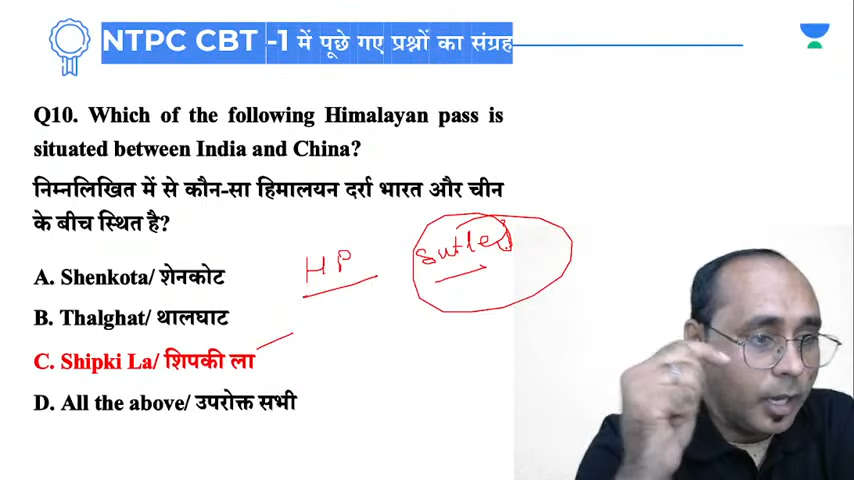 NTPC CBT -1 में पूछे गए प्रश्नों का संग्रह
Q10. Which of the following Himalayan pass is
situated between India and China?
निम्नलिखित में से कौन-सा हिमालयन दर्रा भारत और चीन
के बीच स्थित है?
HP
Sutlej
A. Shenkota/ शेनकोट
B. Thalghat/ थालघाट
C. Shipki La/ शिपकी ला
D. All the above/ उपरोक्त सभी